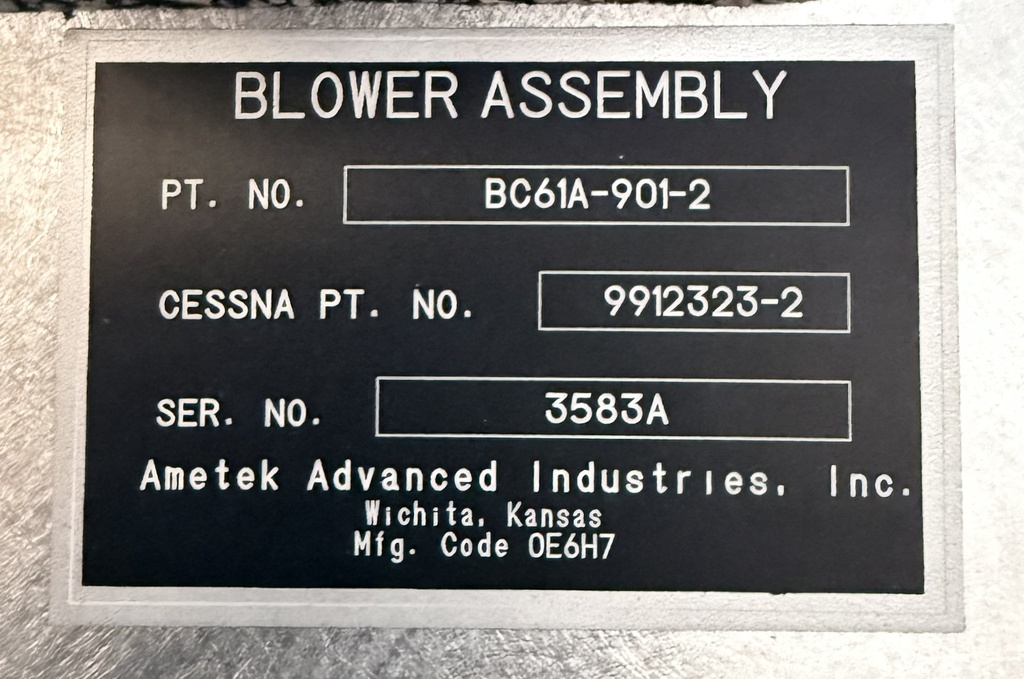 BLOWER ASSEMBLY
PT. NO. BC61A-901-2
CESSNA PT. NO. 9912323-2
SER. NO. 3583A
Ametek Advanced Industries, Inc.
Wichita, Kansas
Mfg. Code 0E6H7